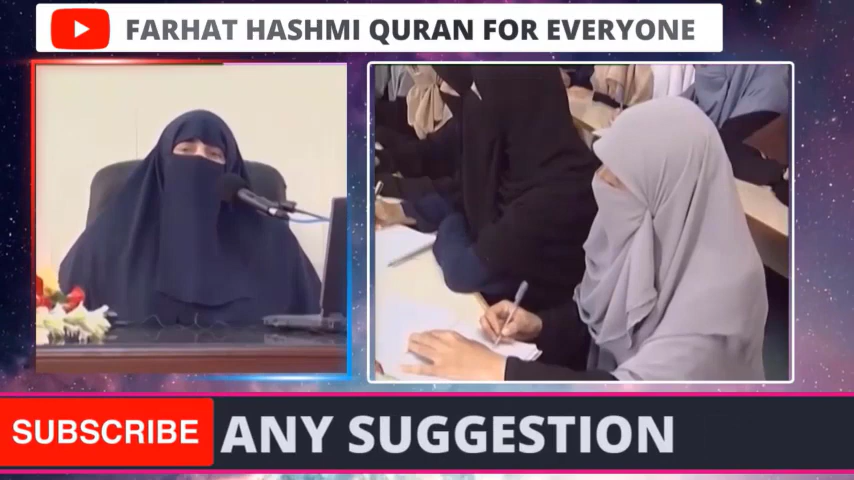 FARHAT HASHMI QURAN FOR EVERYONE
SUBSCRIBE ANY SUGGESTION